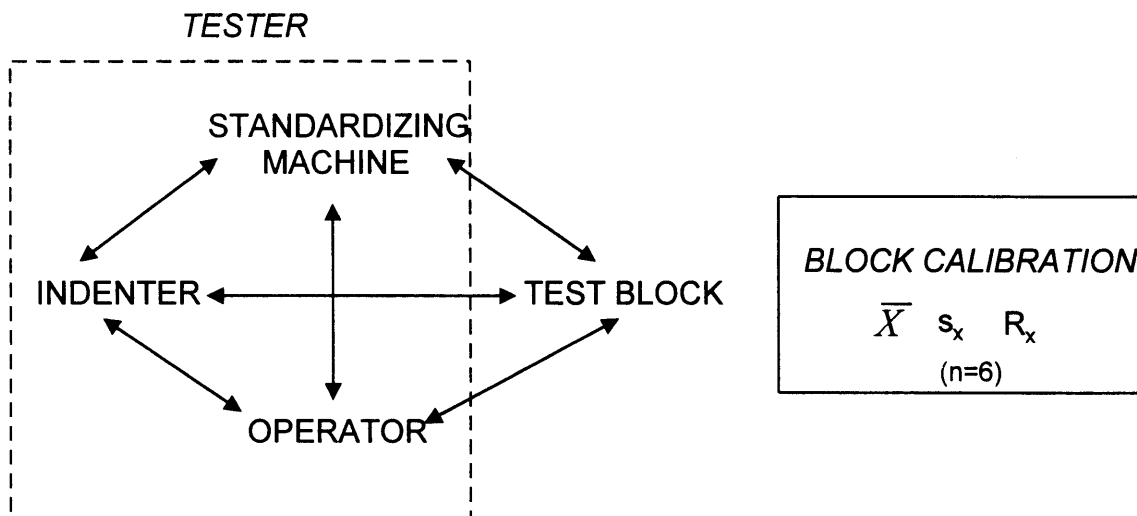 TESTER
STANDARDIZING
MACHINE
INDENTER
TEST BLOCK
OPERATOR
BLOCK CALIBRATION
X̅ sₓ Rₓ
(n=6)